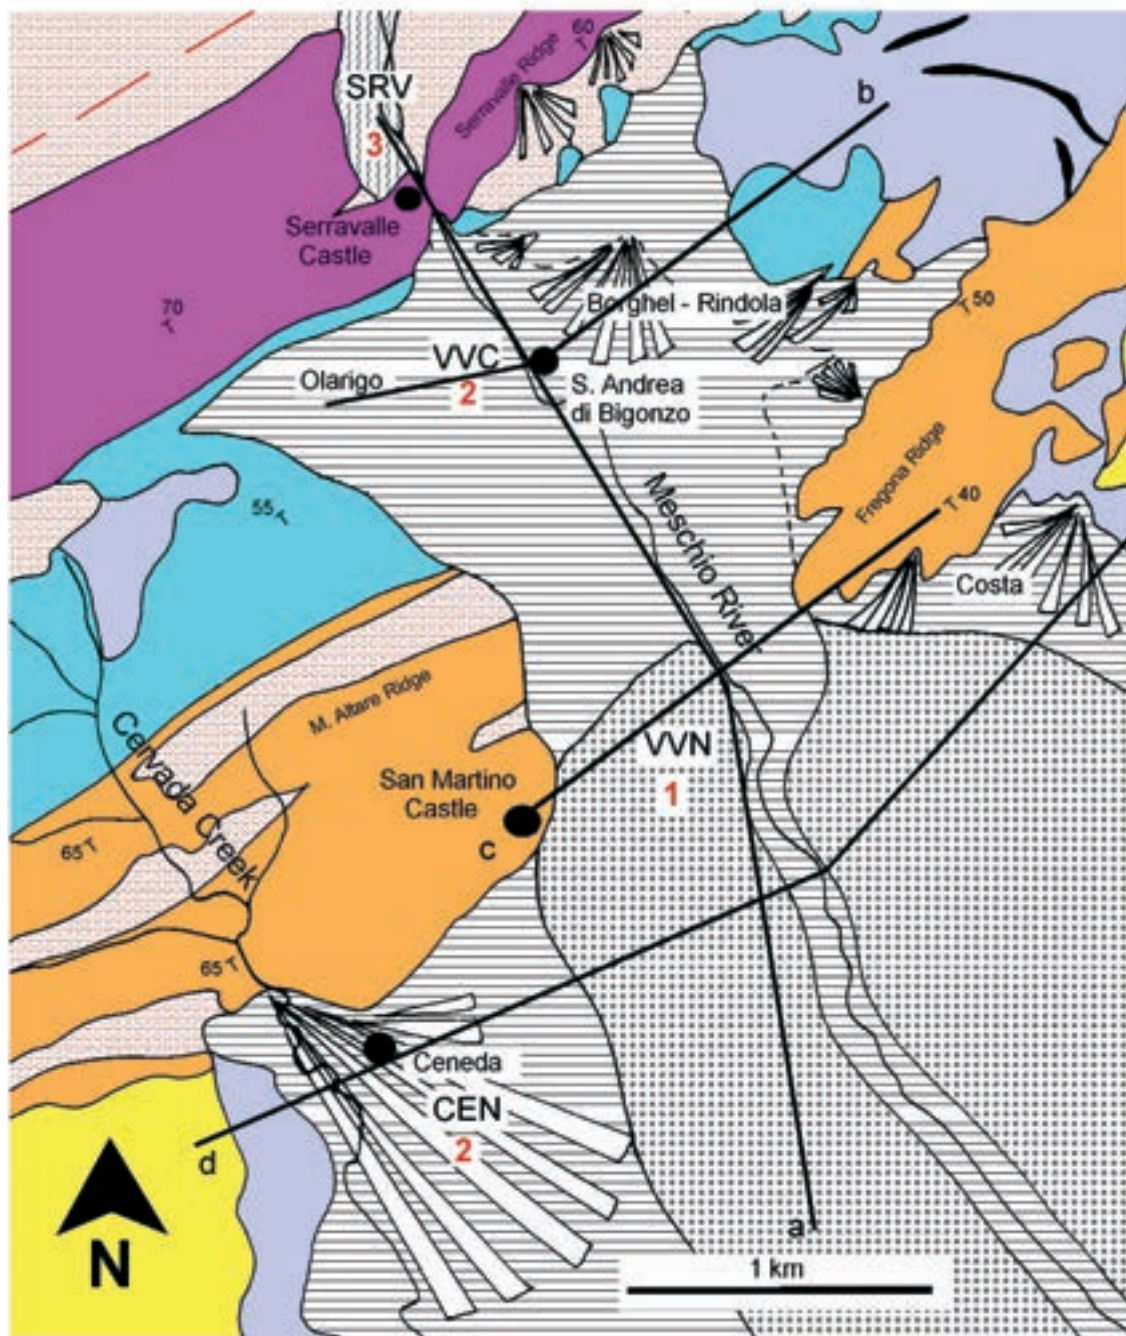 60
SRV
Serravalle Ridge
b
3
Serravalle
Castle
70
Borghel - Rindola
50
VVC
Olarigo
2
S. Andrea
di Bigonzo
Meschio River
Fregona Ridge
40
55
Costa
M. Altare Ridge
Cervada Creek
VVN
1
San Martino
Castle
c
65
65
Ceneda
CEN
2
d
N
a
1 km